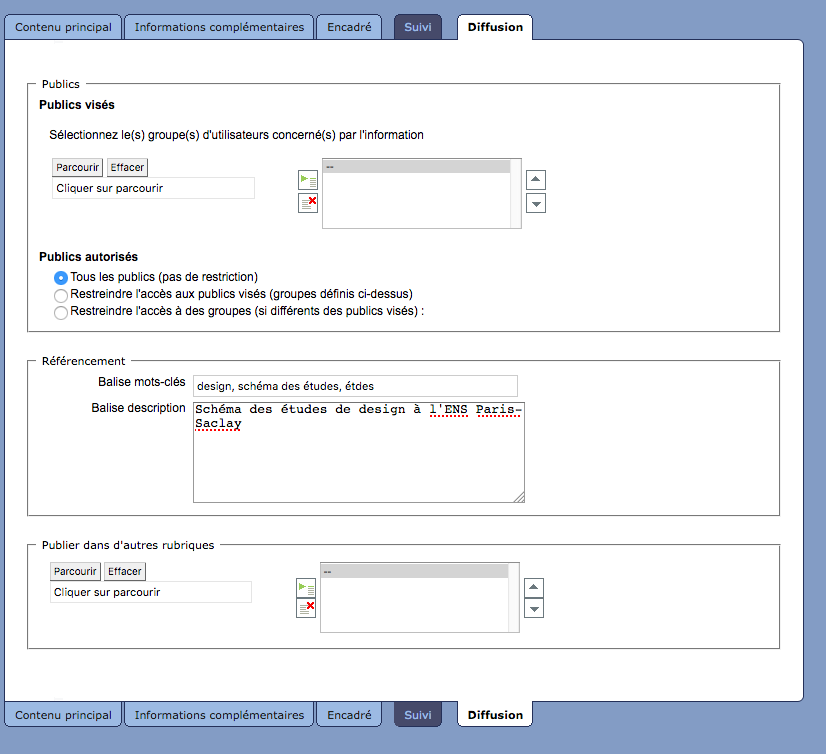 Contenu principal Informations complémentaires Encadré Suivi Diffusion
Publics
Publics visés
Sélectionnez le(s) groupe(s) d'utilisateurs concerné(s) par l'information
Parcourir Effacer
--
Cliquer sur parcourir
Publics autorisés
Tous les publics (pas de restriction)
Restreindre l'accès aux publics visés (groupes définis ci-dessus)
Restreindre l'accès à des groupes (si différents des publics visés) :
Référencement
Balise mots-clés design, schéma des études, étdes
Balise description Schéma des études de design à l'ENS Paris-
Saclay
Publier dans d'autres rubriques
Parcourir Effacer
--
Cliquer sur parcourir
Contenu principal Informations complémentaires Encadré Suivi Diffusion